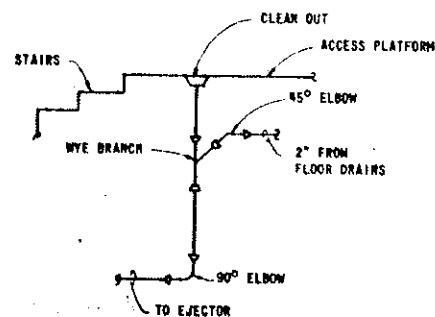 CLEAN OUT
ACCESS PLATFORM
STAIRS
45° ELBOW
WYE BRANCH
2" FROM
FLOOR DRAINS
90° ELBOW
TO EJECTOR